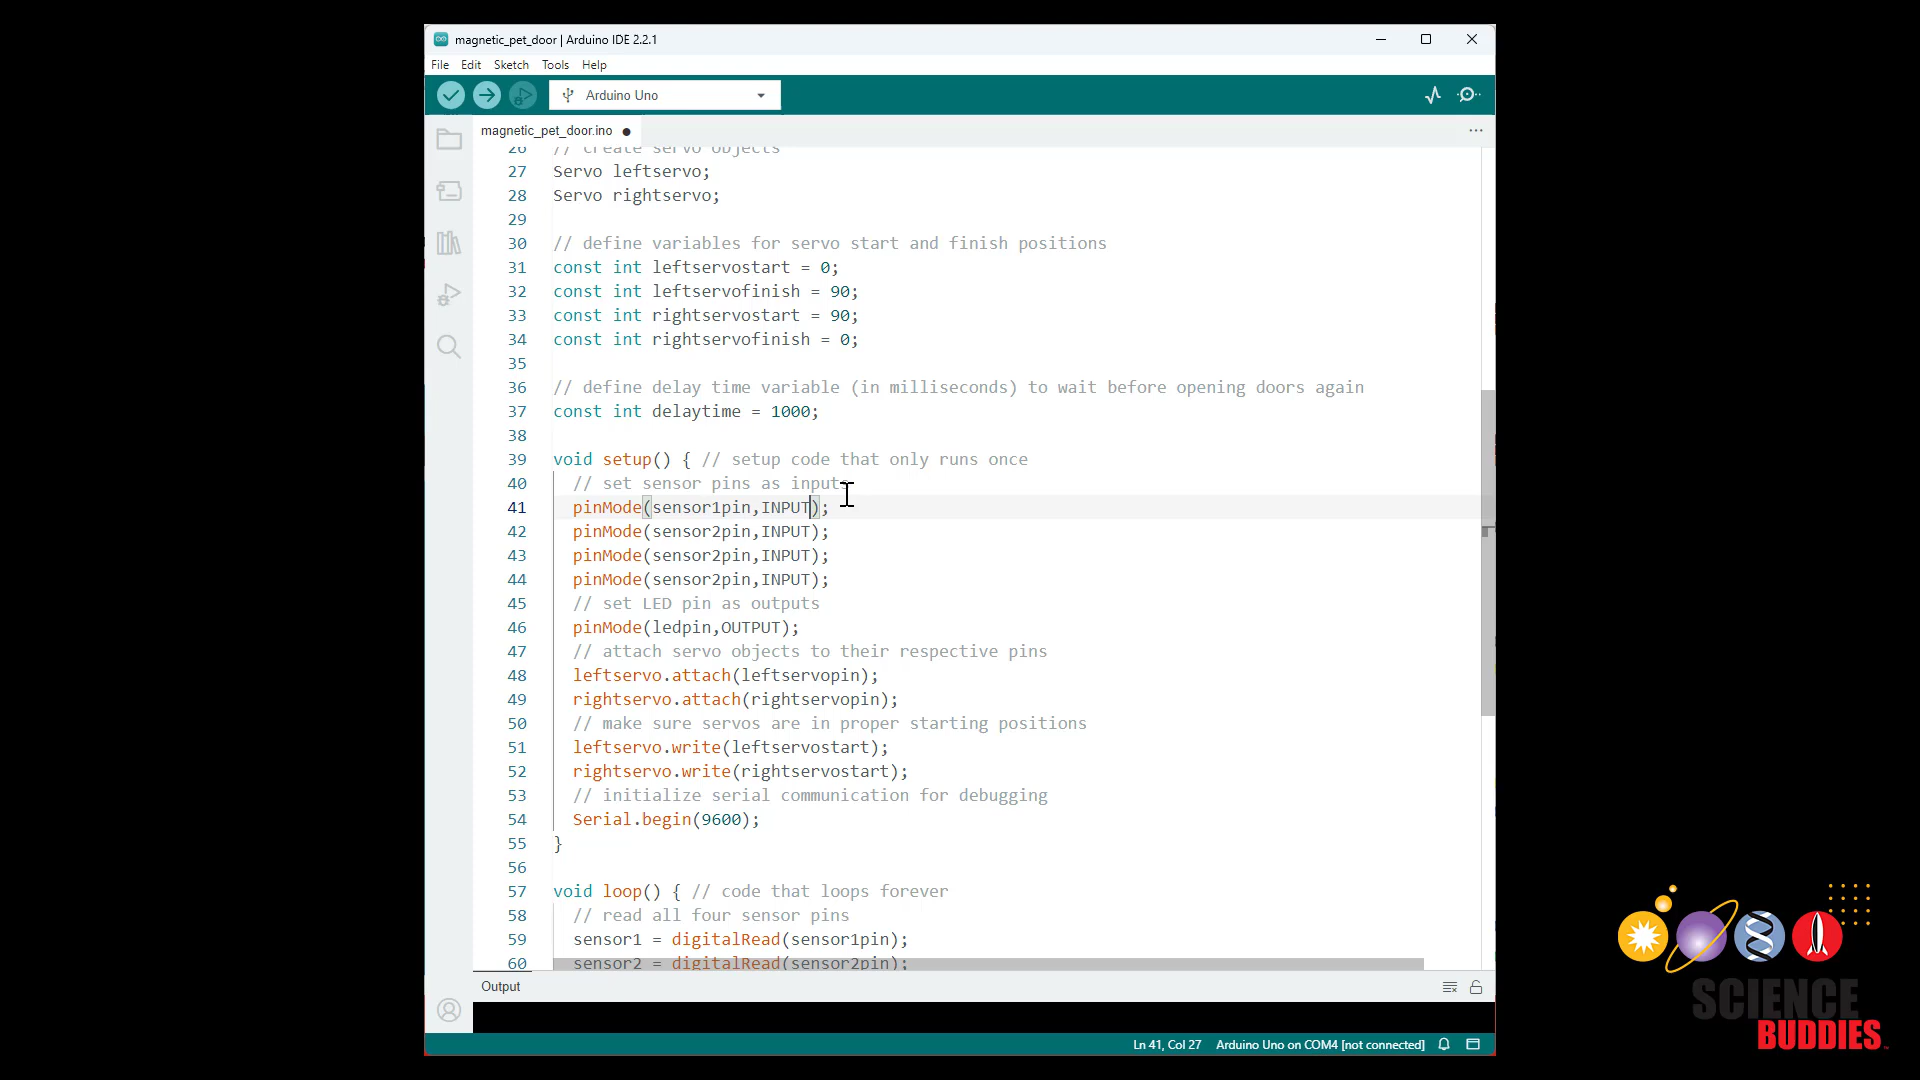 magnetic_pet_door | Arduino IDE 2.2.1
File Edit Sketch Tools Help
Arduino Uno
magnetic_pet_door.ino
26 // create servo objects
27 Servo leftservo;
28 Servo rightservo;
29
30 // define variables for servo start and finish positions
31 const int leftservostart = 0;
32 const int leftservofinish = 90;
33 const int rightservostart = 90;
34 const int rightservofinish = 0;
35
36 // define delay time variable (in milliseconds) to wait before opening doors again
37 const int delaytime = 1000;
38
39 void setup() { // setup code that only runs once
40 // set sensor pins as inputs
41 pinMode(sensor1pin,INPUT);
42 pinMode(sensor2pin,INPUT);
43 pinMode(sensor2pin,INPUT);
44 pinMode(sensor2pin,INPUT);
45 // set LED pin as outputs
46 pinMode(ledpin,OUTPUT);
47 // attach servo objects to their respective pins
48 leftservo.attach(leftservopin);
49 rightservo.attach(rightservopin);
50 // make sure servos are in proper starting positions
51 leftservo.write(leftservostart);
52 rightservo.write(rightservostart);
53 // initialize serial communication for debugging
54 Serial.begin(9600);
55 }
56
57 void loop() { // code that loops forever
58 // read all four sensor pins
59 sensor1 = digitalRead(sensor1pin);
60 sensor2 = digitalRead(sensor2pin);
Output
Ln 41, Col 27 Arduino Uno on COM4 [not connected]
SCIENCE
BUDDIES